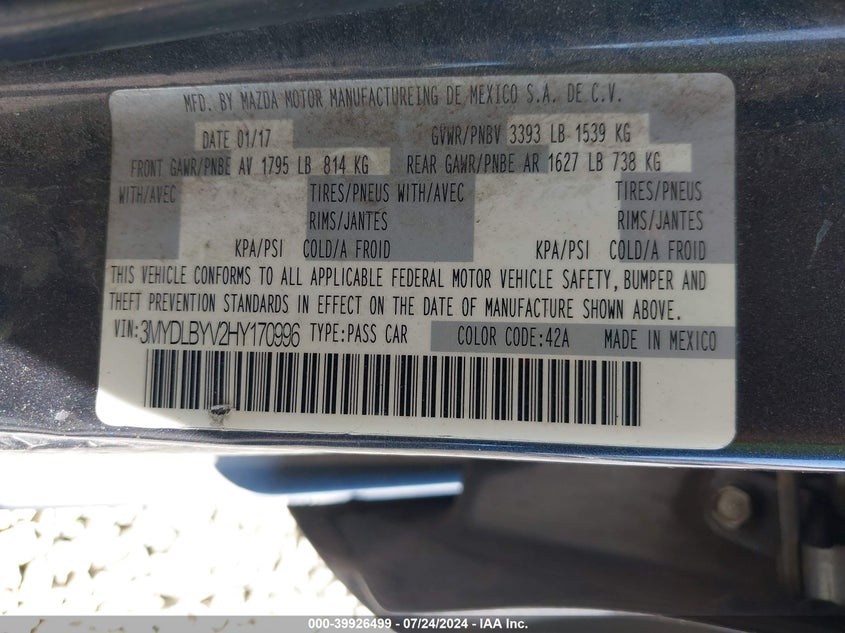 MFD. BY MAZDA MOTOR MANUFACTUREING DE MEXICO S.A. DE C.V.
DATE 01/17 GVWR/PNBV 3393 LB 1539 KG
FRONT GAWR/PNBE AV 1795 LB 814 KG REAR GAWR/PNBE AR 1627 LB 738 KG
WITH/AVEC TIRES/PNEUS WITH/AVEC TIRES/PNEUS
RIMS/JANTES RIMS/JANTES
KPA/PSI COLD/A FROID KPA/PSI COLD/A FROID
THIS VEHICLE CONFORMS TO ALL APPLICABLE FEDERAL MOTOR VEHICLE SAFETY, BUMPER AND
THEFT PREVENTION STANDARDS IN EFFECT ON THE DATE OF MANUFACTURE SHOWN ABOVE.
VIN:3MYDLBYV2HY170996 TYPE:PASS CAR COLOR CODE:42A MADE IN MEXICO
000-39926499 - 07/24/2024 - IAA Inc.